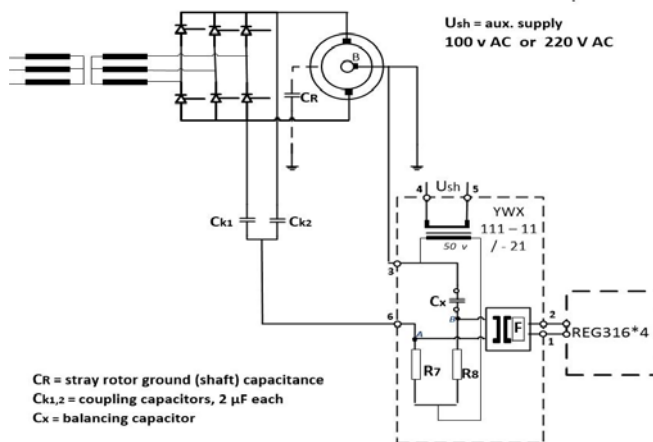 Ush = aux. supply
100 v AC or 220 V AC
B
CR
4 Ush 5
YWX
111 – 11
/ - 21
50 v
Ck1 Ck2
3
Cx
6
A
B
F
2
1
REG316*4
R7
R8
CR = stray rotor ground (shaft) capacitance
Ck1,2 = coupling capacitors, 2 µF each
Cx = balancing capacitor